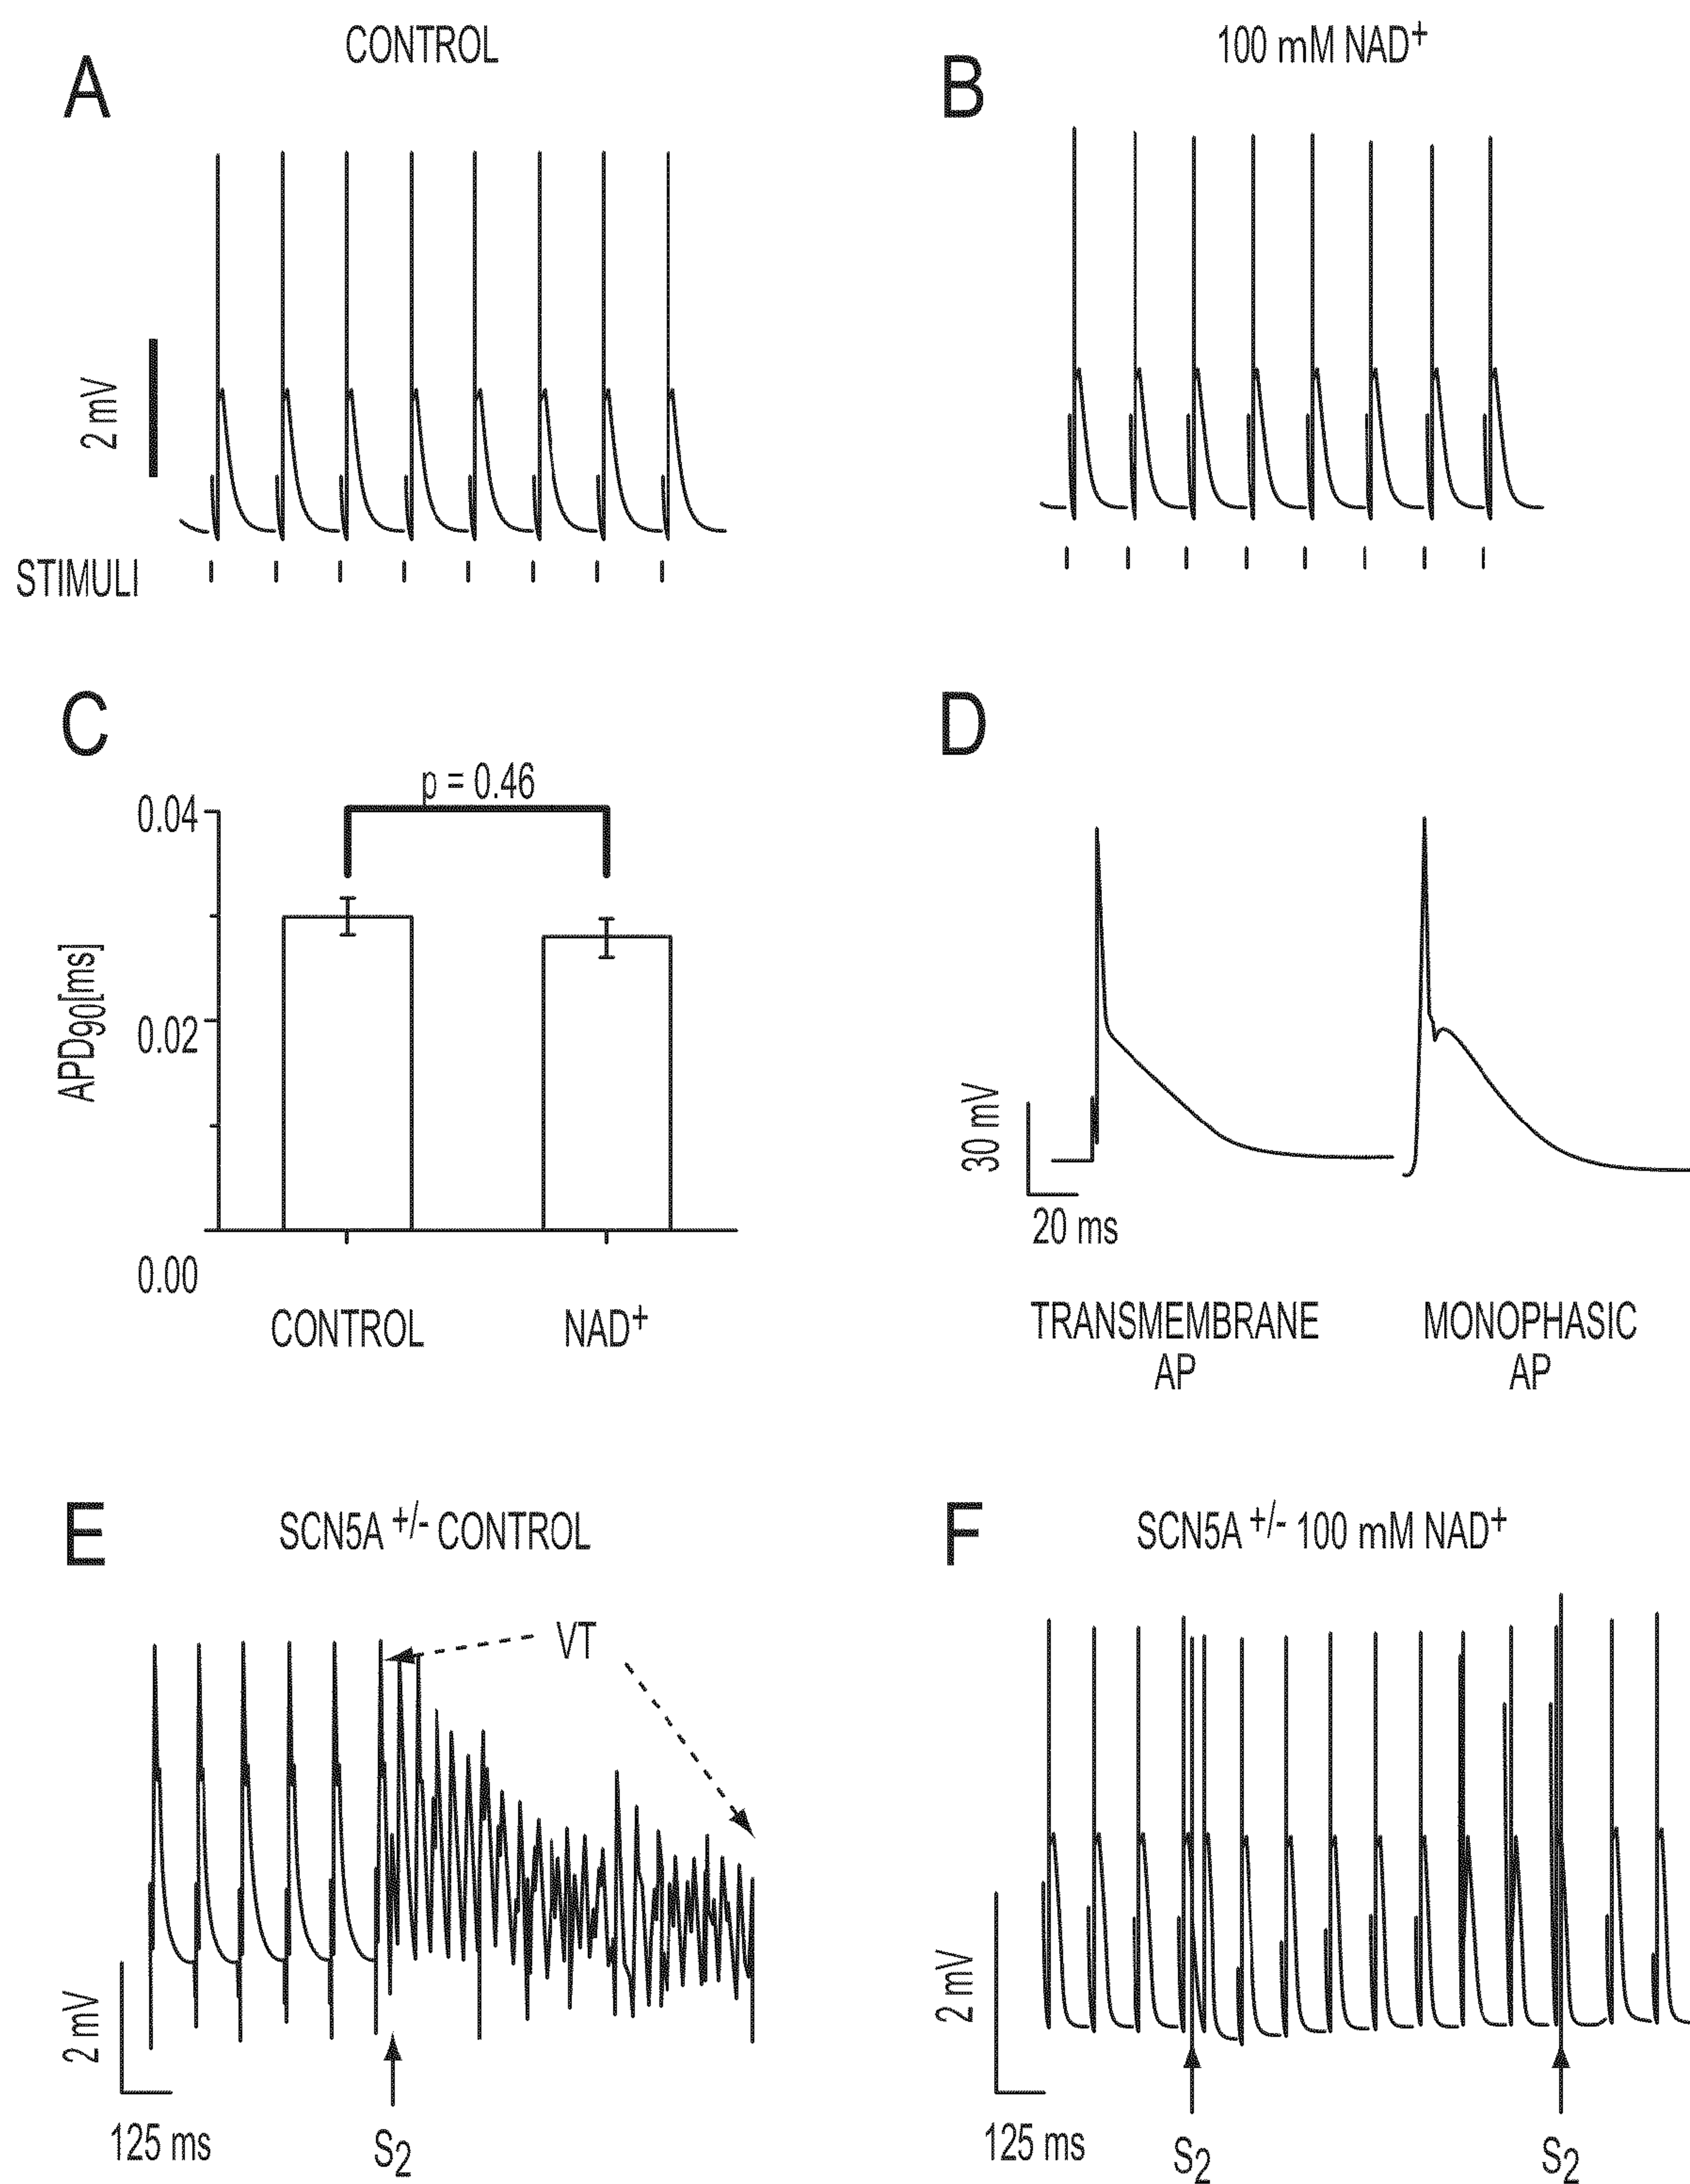 A
CONTROL
B
100 mM NAD+
2 mV
STIMULI
C
p = 0.46
0.04
0.02
0.00
APD90[ms]
CONTROL
NAD+
D
30 mV
20 ms
TRANSMEMBRANE
AP
MONOPHASIC
AP
E
SCN5A +/- CONTROL
VT
2 mV
125 ms
S2
F
SCN5A +/- 100 mM NAD+
2 mV
125 ms
S2
S2